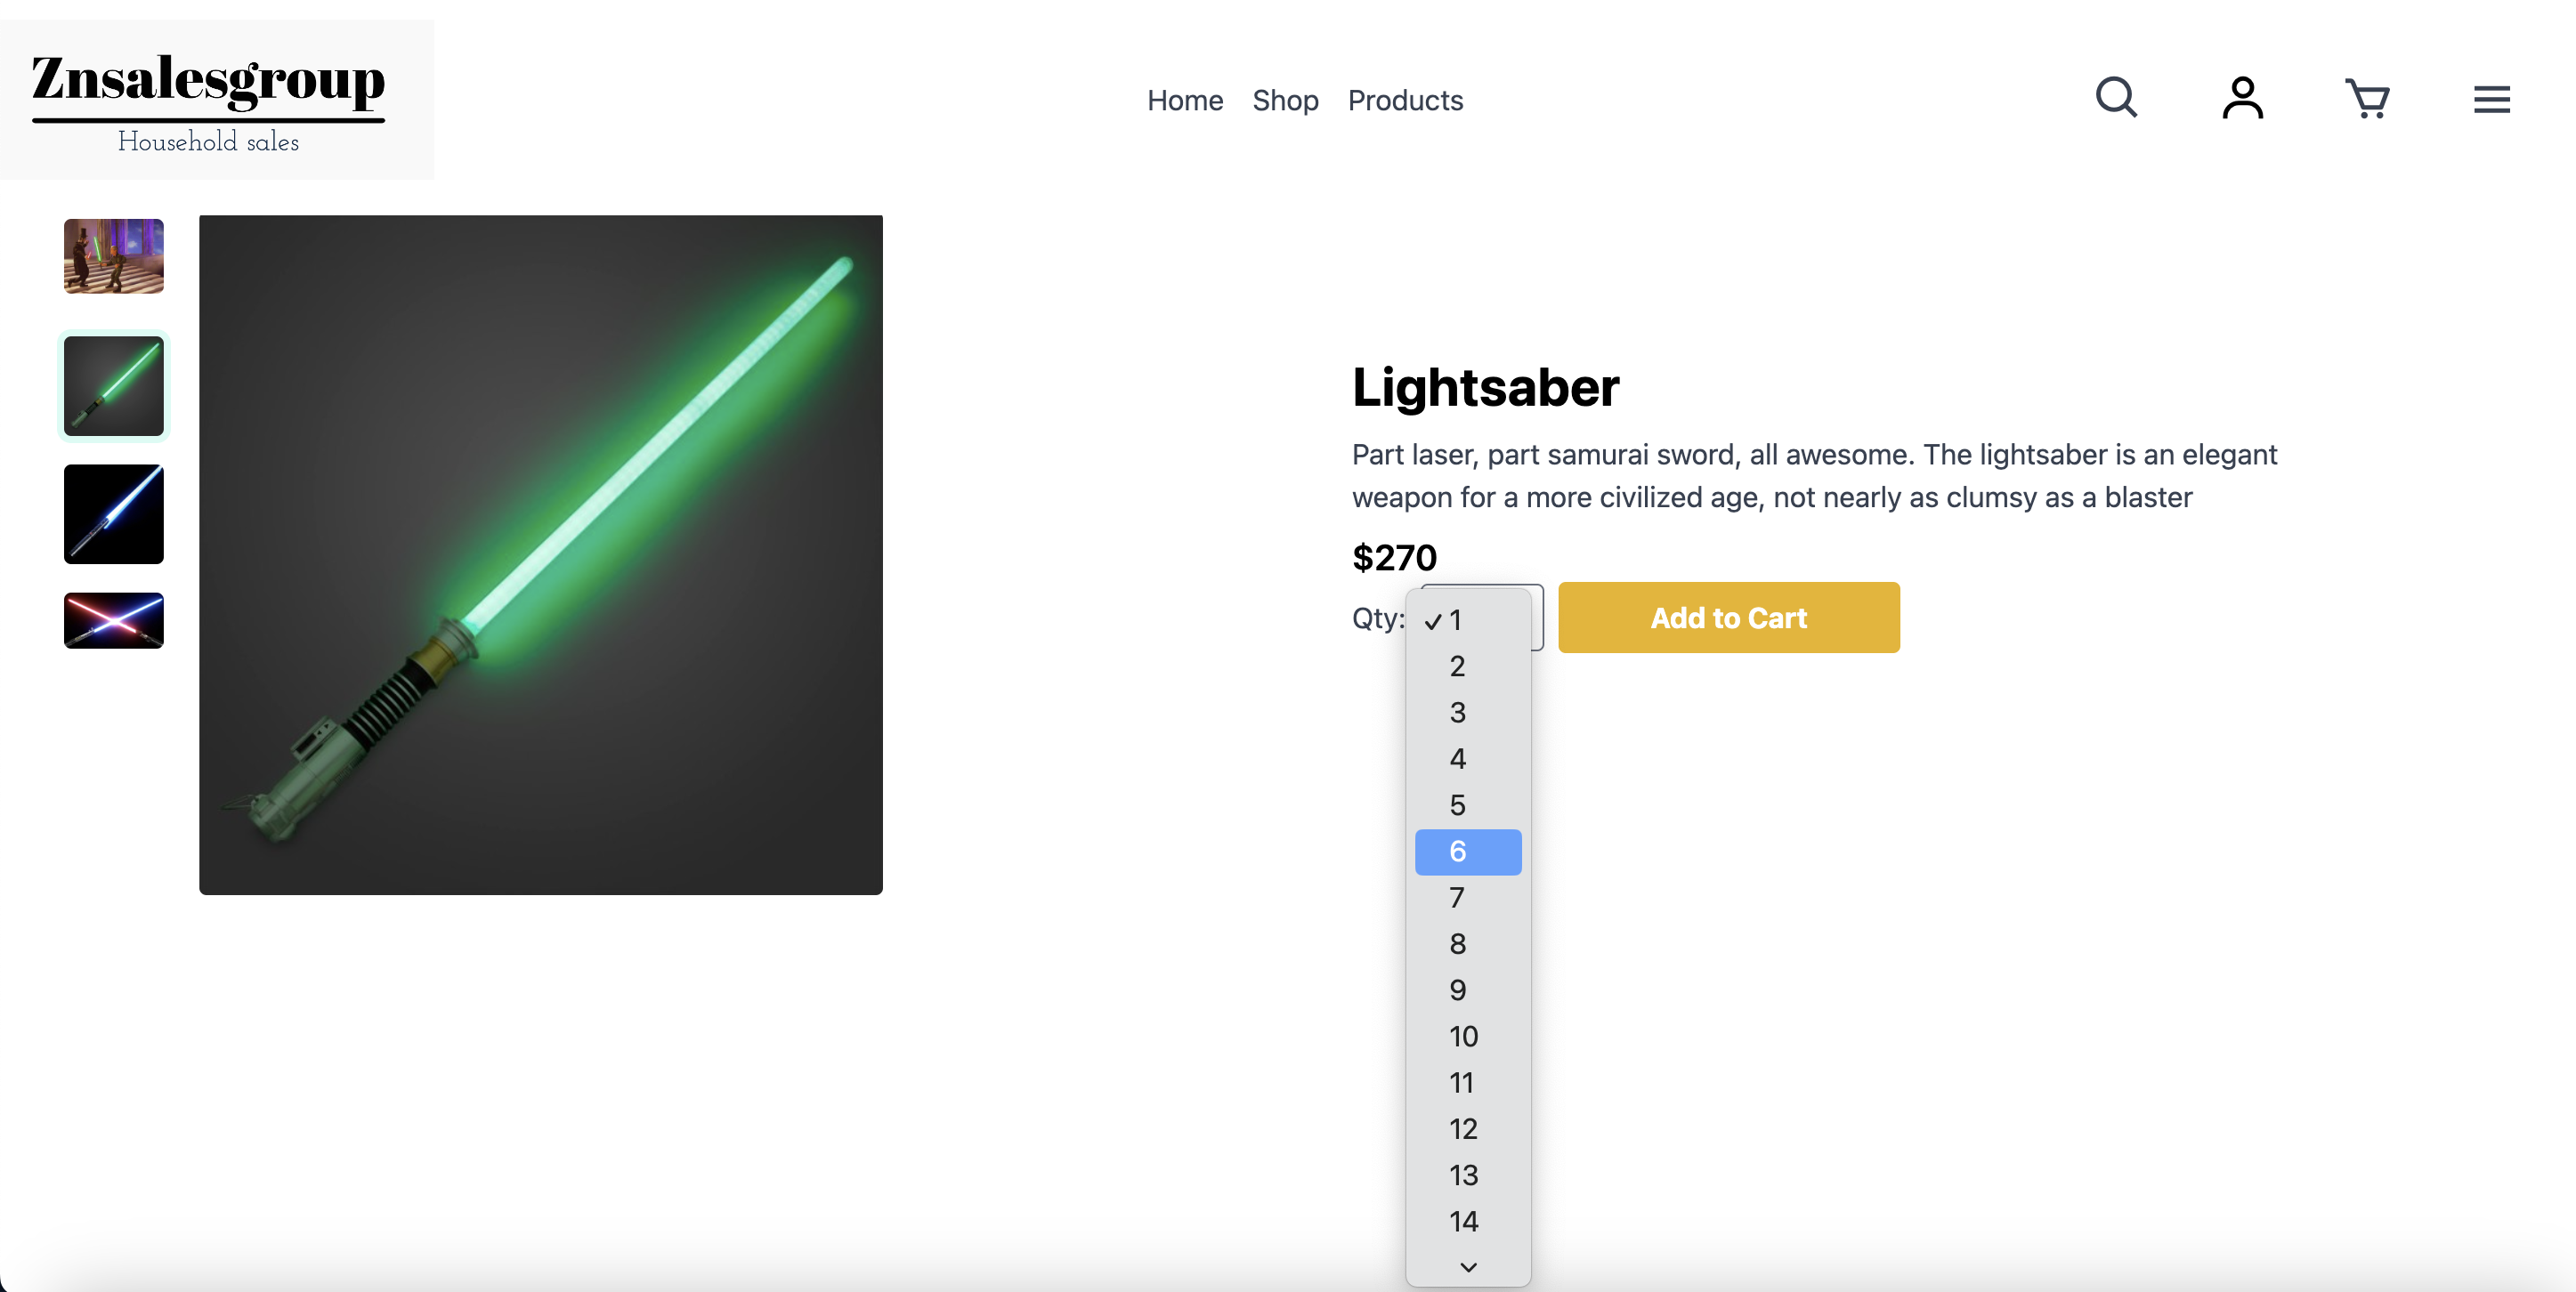 Znsalesgroup
Household sales
Home Shop Products
Lightsaber
Part laser, part samurai sword, all awesome. The lightsaber is an elegant
weapon for a more civilized age, not nearly as clumsy as a blaster
$270
Qty: ✓ 1 Add to Cart
2
3
4
5
6
7
8
9
10
11
12
13
14